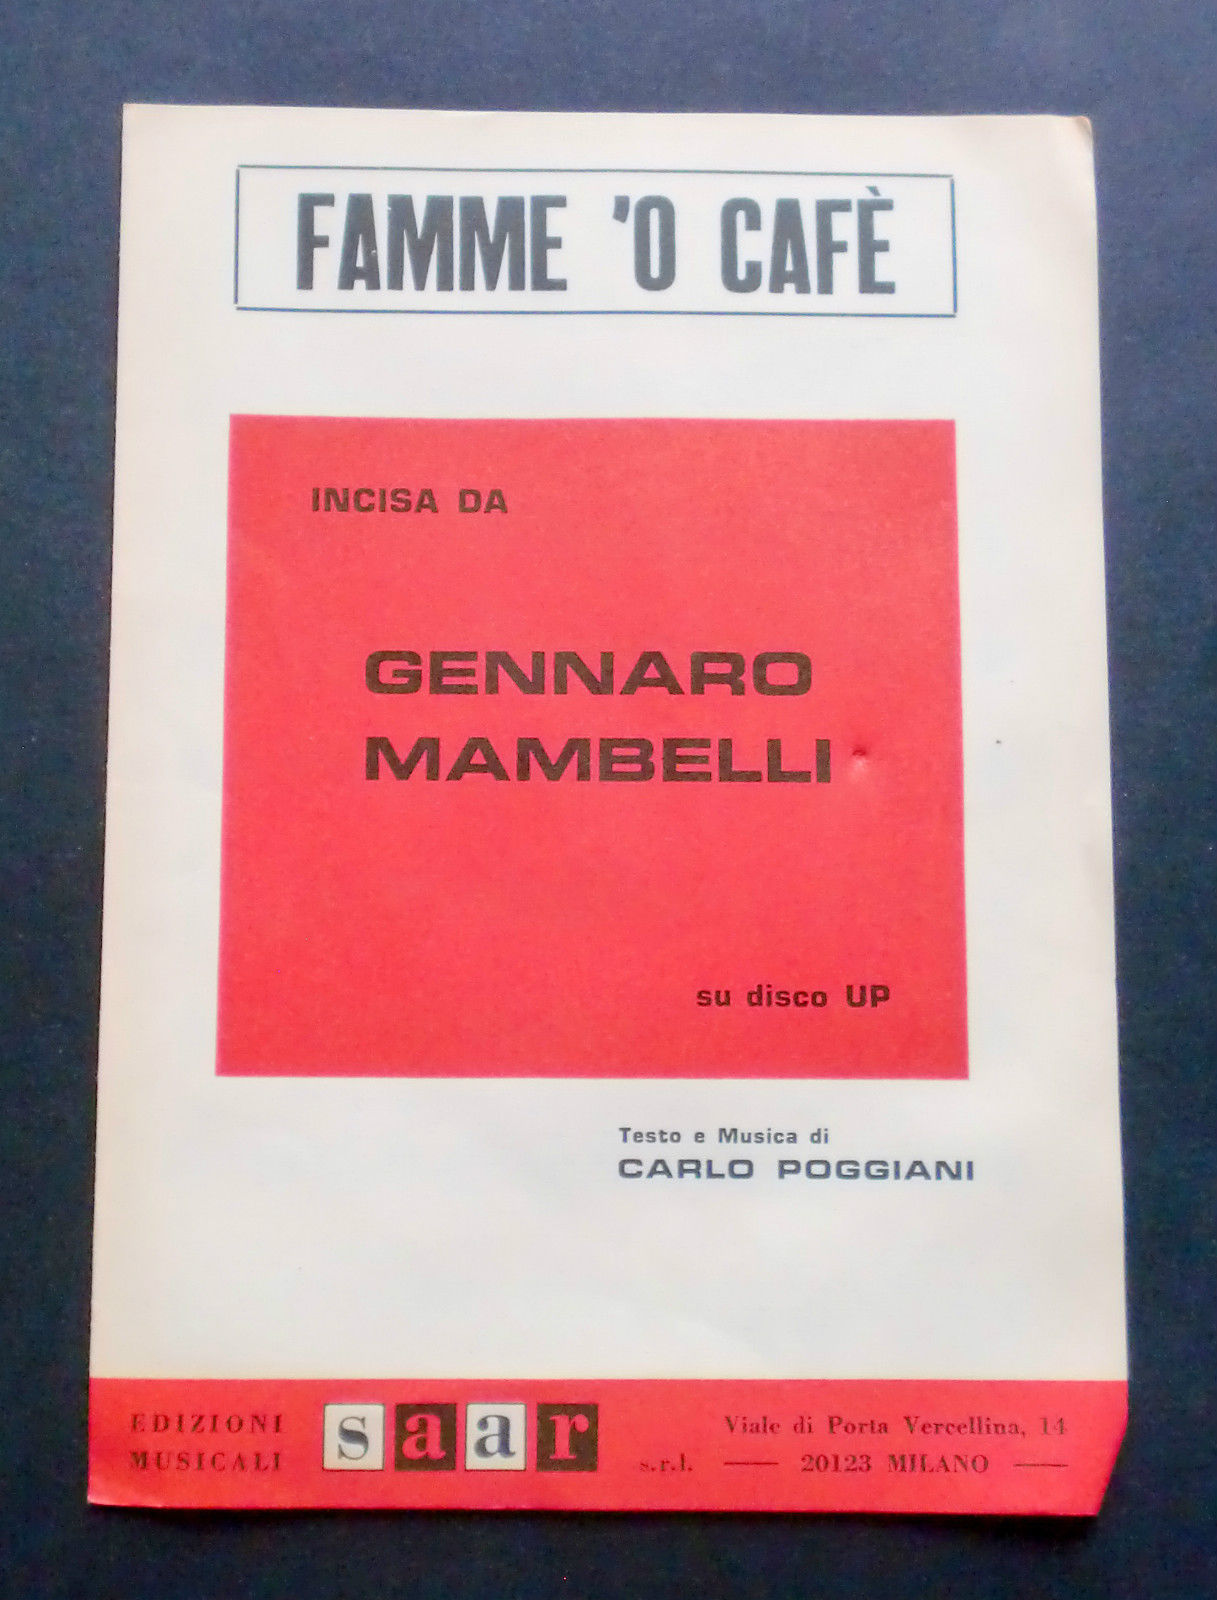 FAMME 'O CAFÈ
INCISA DA
GENNARO
MAMBELLI
su disco UP
Testo e Musica di
CARLO POGGIANI
EDIZIONI
MUSICALI
saar
s.r.l.
Viale di Porta Vercellina, 14
20123 MILANO